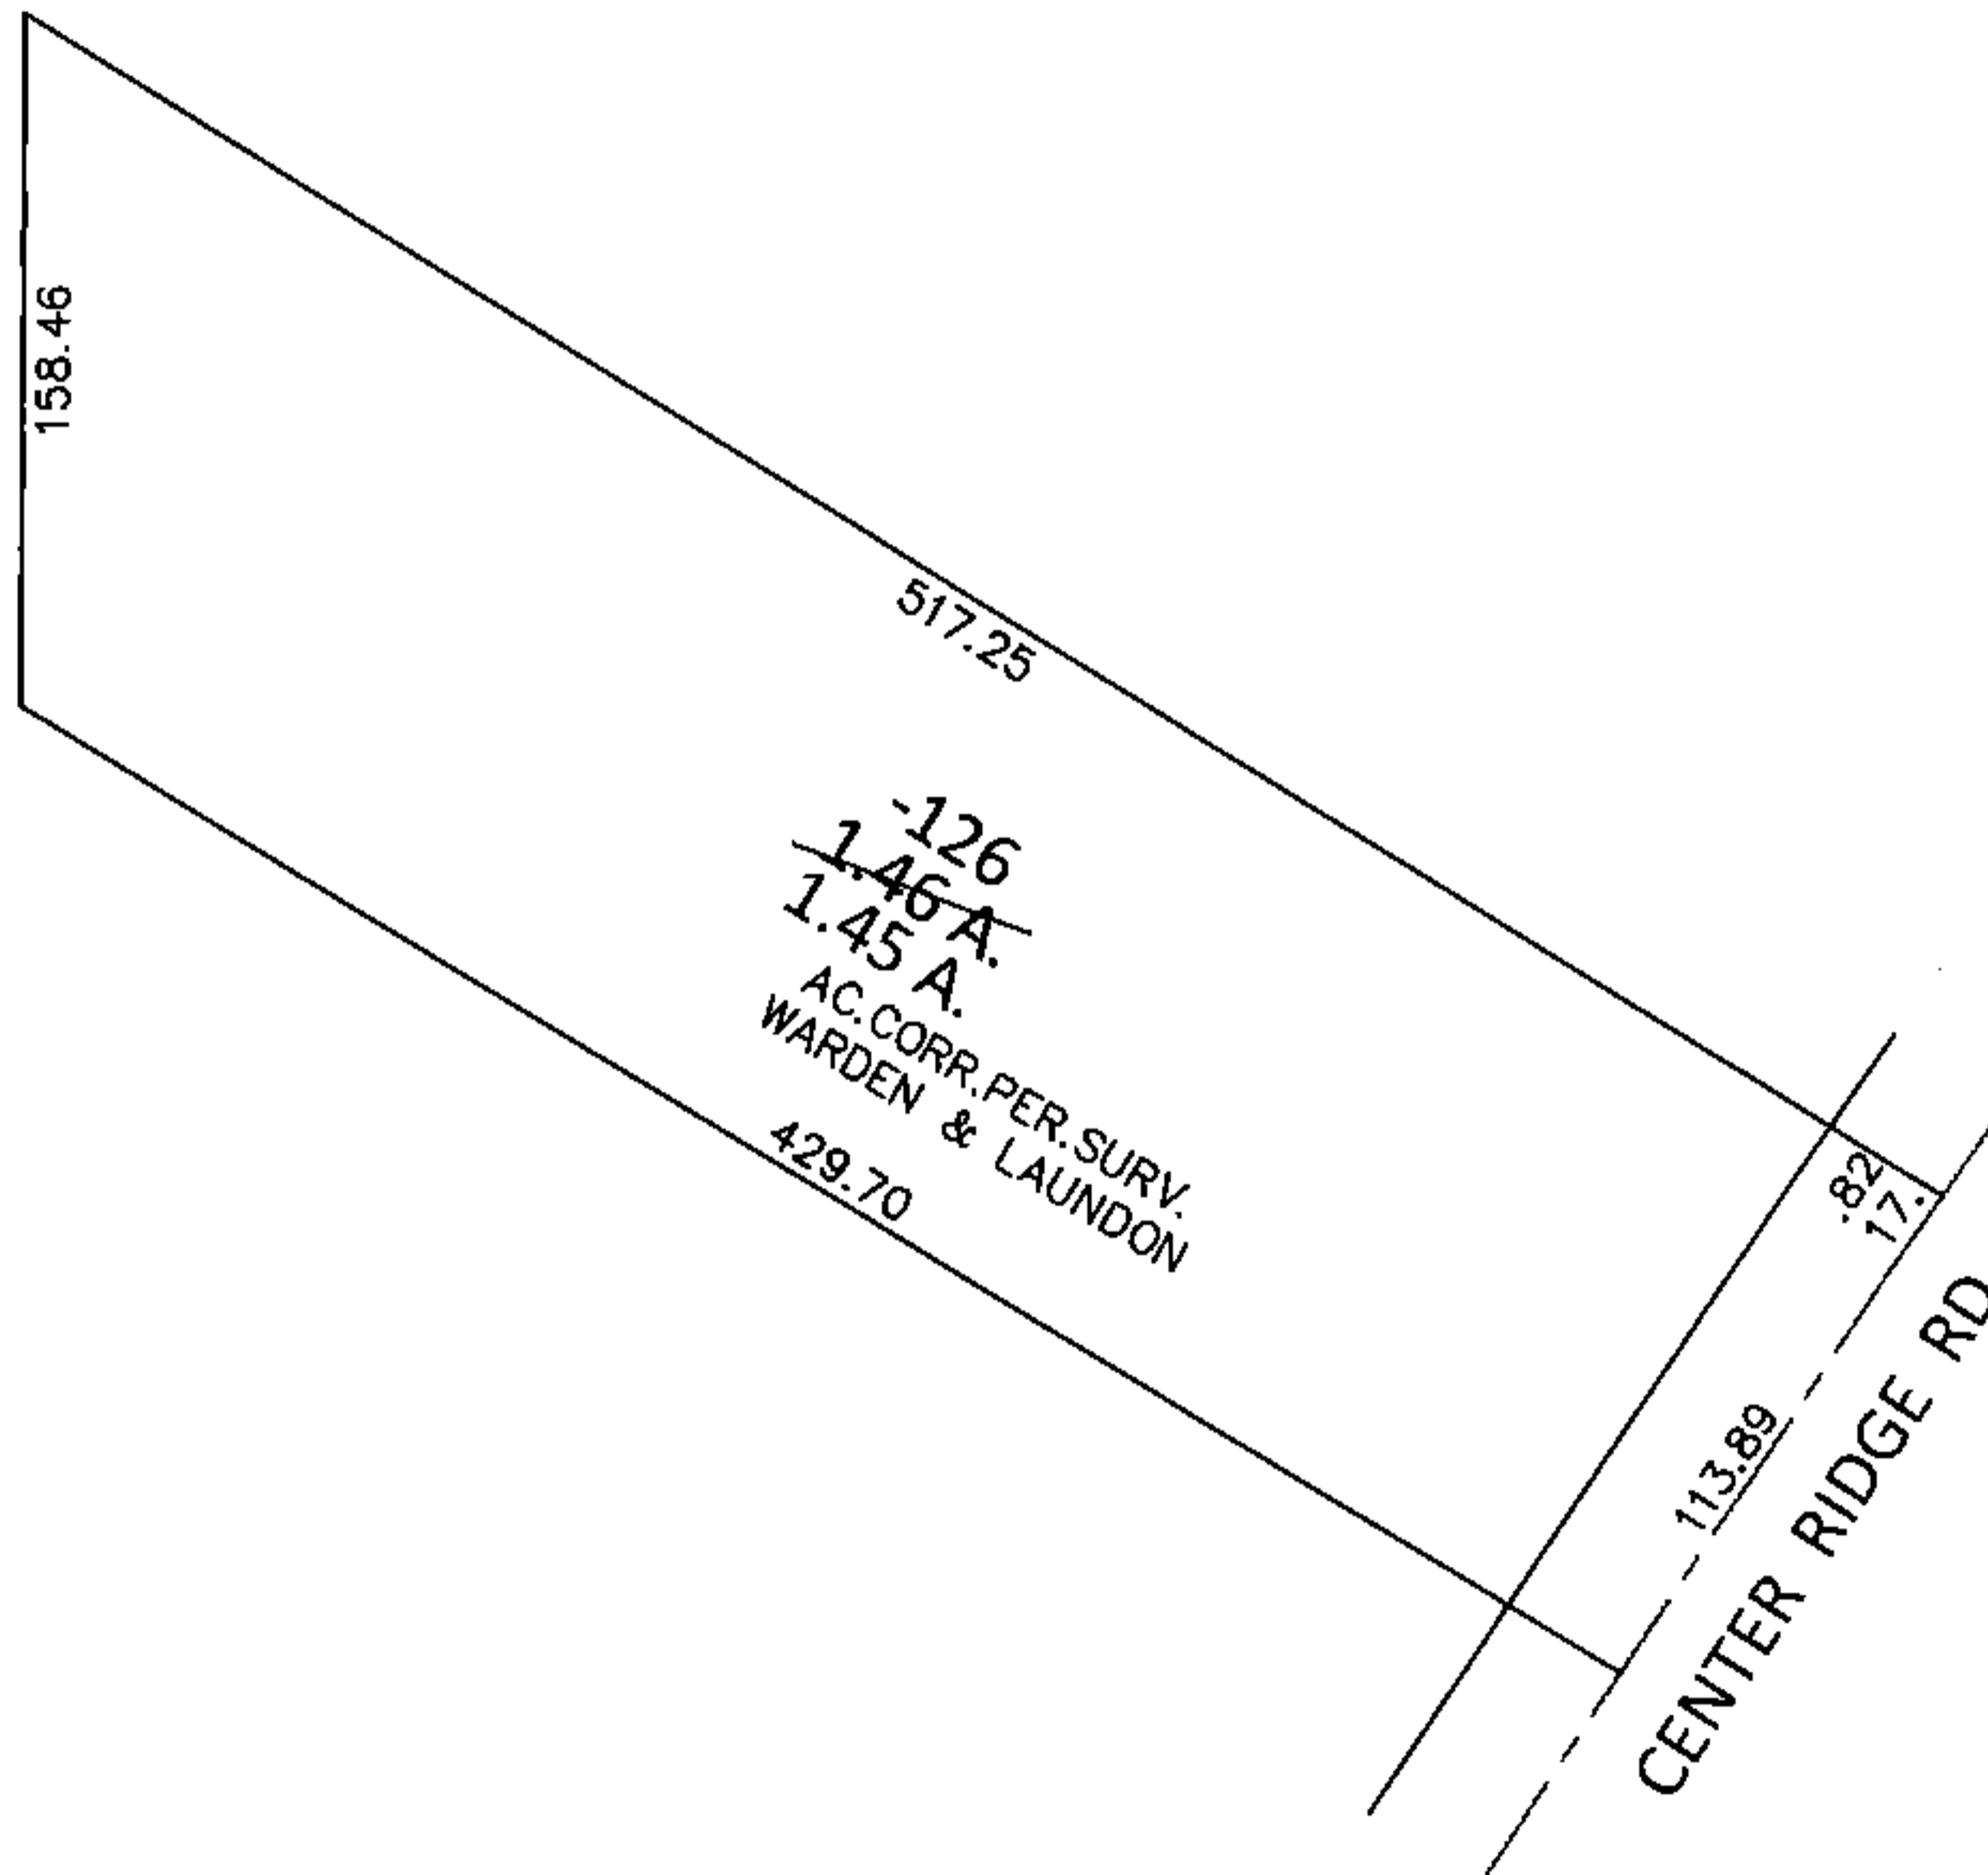 158.46
517.25
-126
1.46 A.
1.45 A.
AC.CORR.PER.SURV.
WARDEN & LAUNDON
429.70
.82
17.
113.89
CENTER RIDGE RD